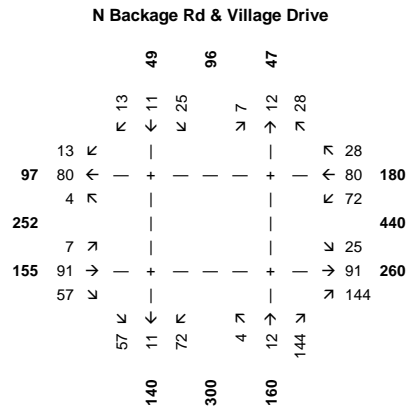 N Backage Rd & Village Drive
49 96 47
13 11 25 7 12 28
↙ ↓ ↘ ↗ ↑ ↖
13 ↙ | | ↖ 28
97 80 ← — + — — — + — ← 80 180
4 ↖ | | ↙ 72
252 | | 440
7 ↗ | | ↘ 25
155 91 → — + — — — + — → 91 260
57 ↘ | | ↗ 144
↘ ↓ ↙ ↖ ↑ ↗
57 11 72 4 12 144
140 300 160